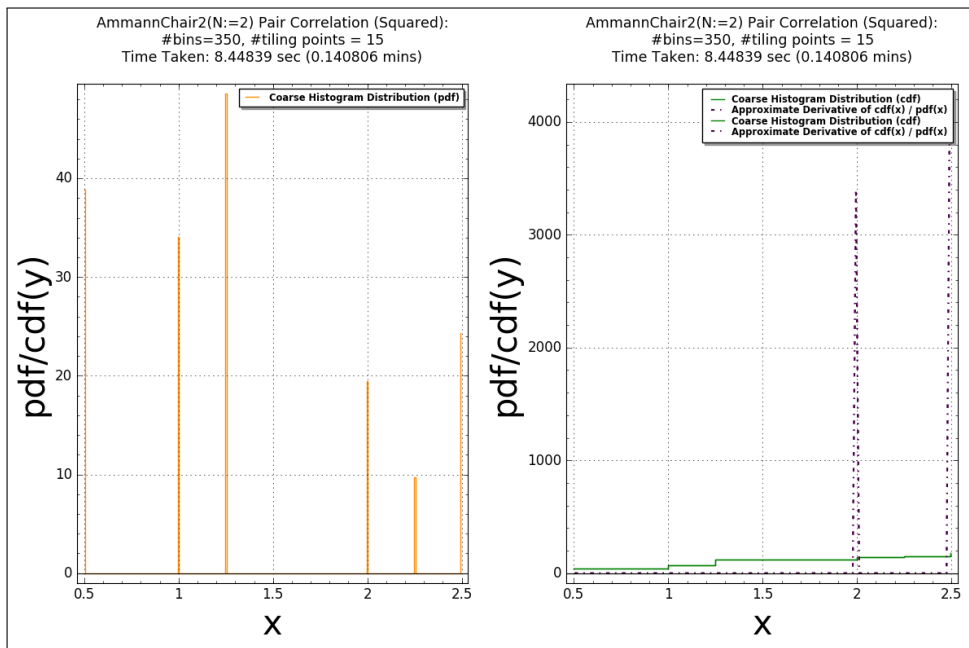 AmmannChair2(N:=2) Pair Correlation (Squared):
#bins=350, #tiling points = 15
Time Taken: 8.44839 sec (0.140806 mins)
Coarse Histogram Distribution (pdf)
pdf/cdf(y)
40
30
20
10
0
0.5
1
1.5
2
2.5
x
AmmannChair2(N:=2) Pair Correlation (Squared):
#bins=350, #tiling points = 15
Time Taken: 8.44839 sec (0.140806 mins)
Coarse Histogram Distribution (cdf)
Approximate Derivative of cdf(x) / pdf(x)
Coarse Histogram Distribution (cdf)
Approximate Derivative of cdf(x) / pdf(x)
pdf/cdf(y)
4000
3000
2000
1000
0
0.5
1
1.5
2
2.5
x